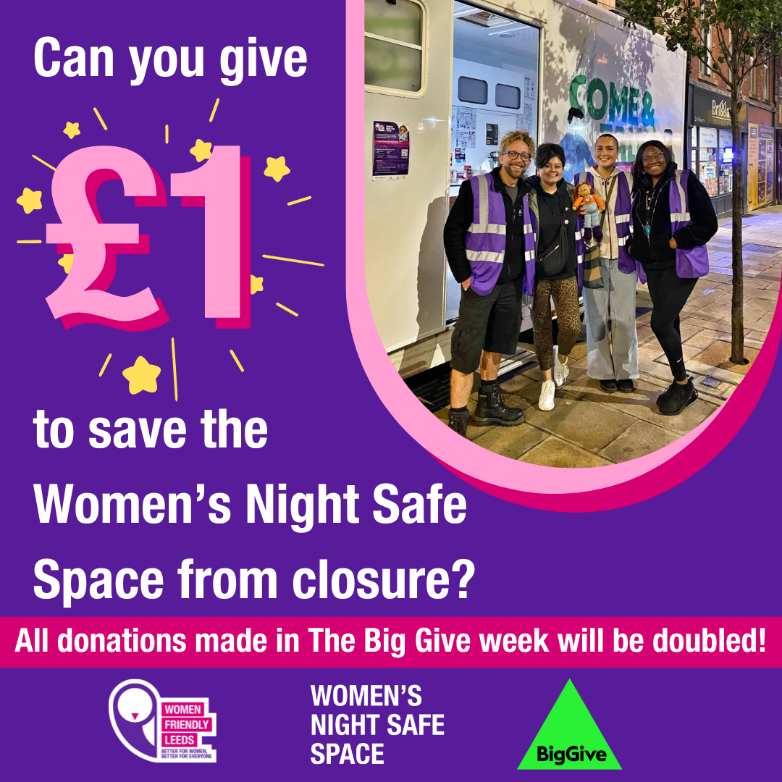 Can you give
£1
to save the
Women's Night Safe
Space from closure?
COME &
All donations made in The Big Give week will be doubled!
WOMEN
FRIENDLY
LEEDS
BETTER FOR WOMEN,
BETTER FOR EVERYONE
WOMEN'S
NIGHT SAFE
SPACE
BigGive